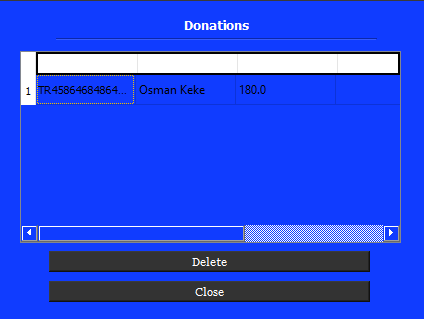 Donations
1 TR45864684864... Osman Keke 180.0
Delete
Close